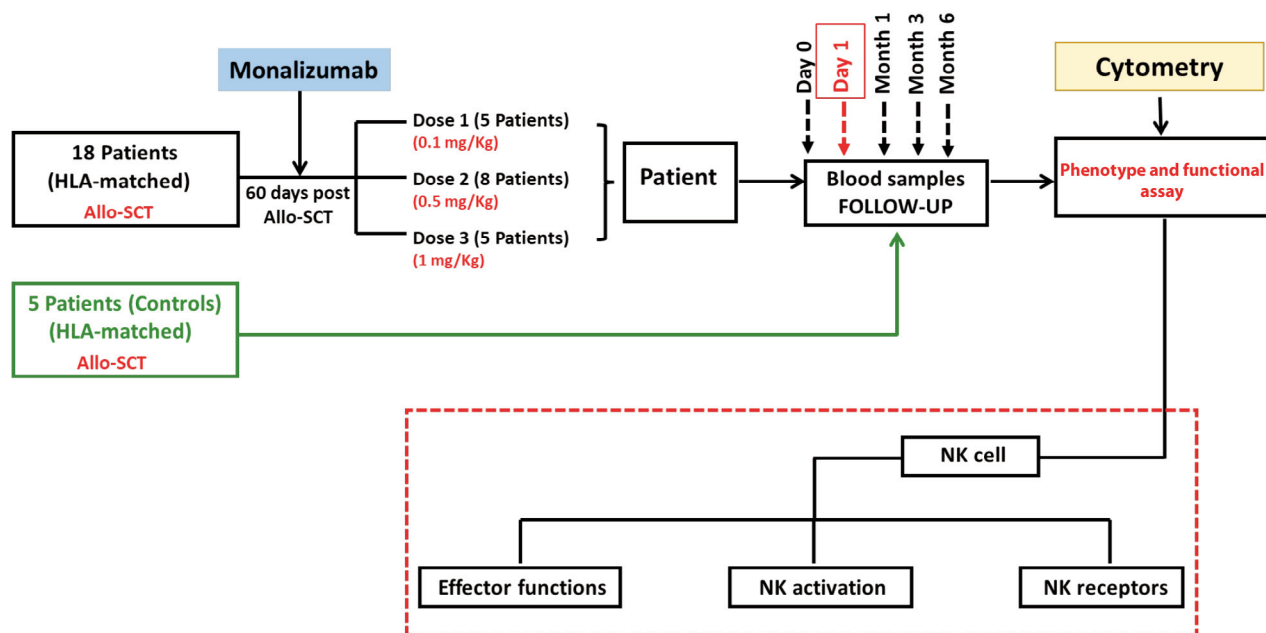 Monalizumab
18 Patients
(HLA-matched)
Allo-SCT
60 days post
Allo-SCT
Dose 1 (5 Patients)
(0.1 mg/Kg)
Dose 2 (8 Patients)
(0.5 mg/Kg)
Dose 3 (5 Patients)
(1 mg/Kg)
Patient
Day 0
Day 1
Month 1
Month 3
Month 6
Blood samples
FOLLOW-UP
Cytometry
Phenotype and functional
assay
5 Patients (Controls)
(HLA-matched)
Allo-SCT
NK cell
Effector functions
NK activation
NK receptors